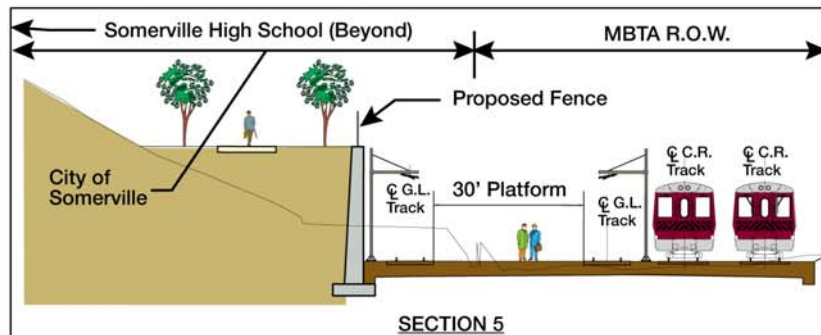 Somerville High School (Beyond)
MBTA R.O.W.
Proposed Fence
City of
Somerville
℄ G.L.
Track
30' Platform
℄ G.L.
Track
℄ C.R.
Track
℄ C.R.
Track
SECTION 5